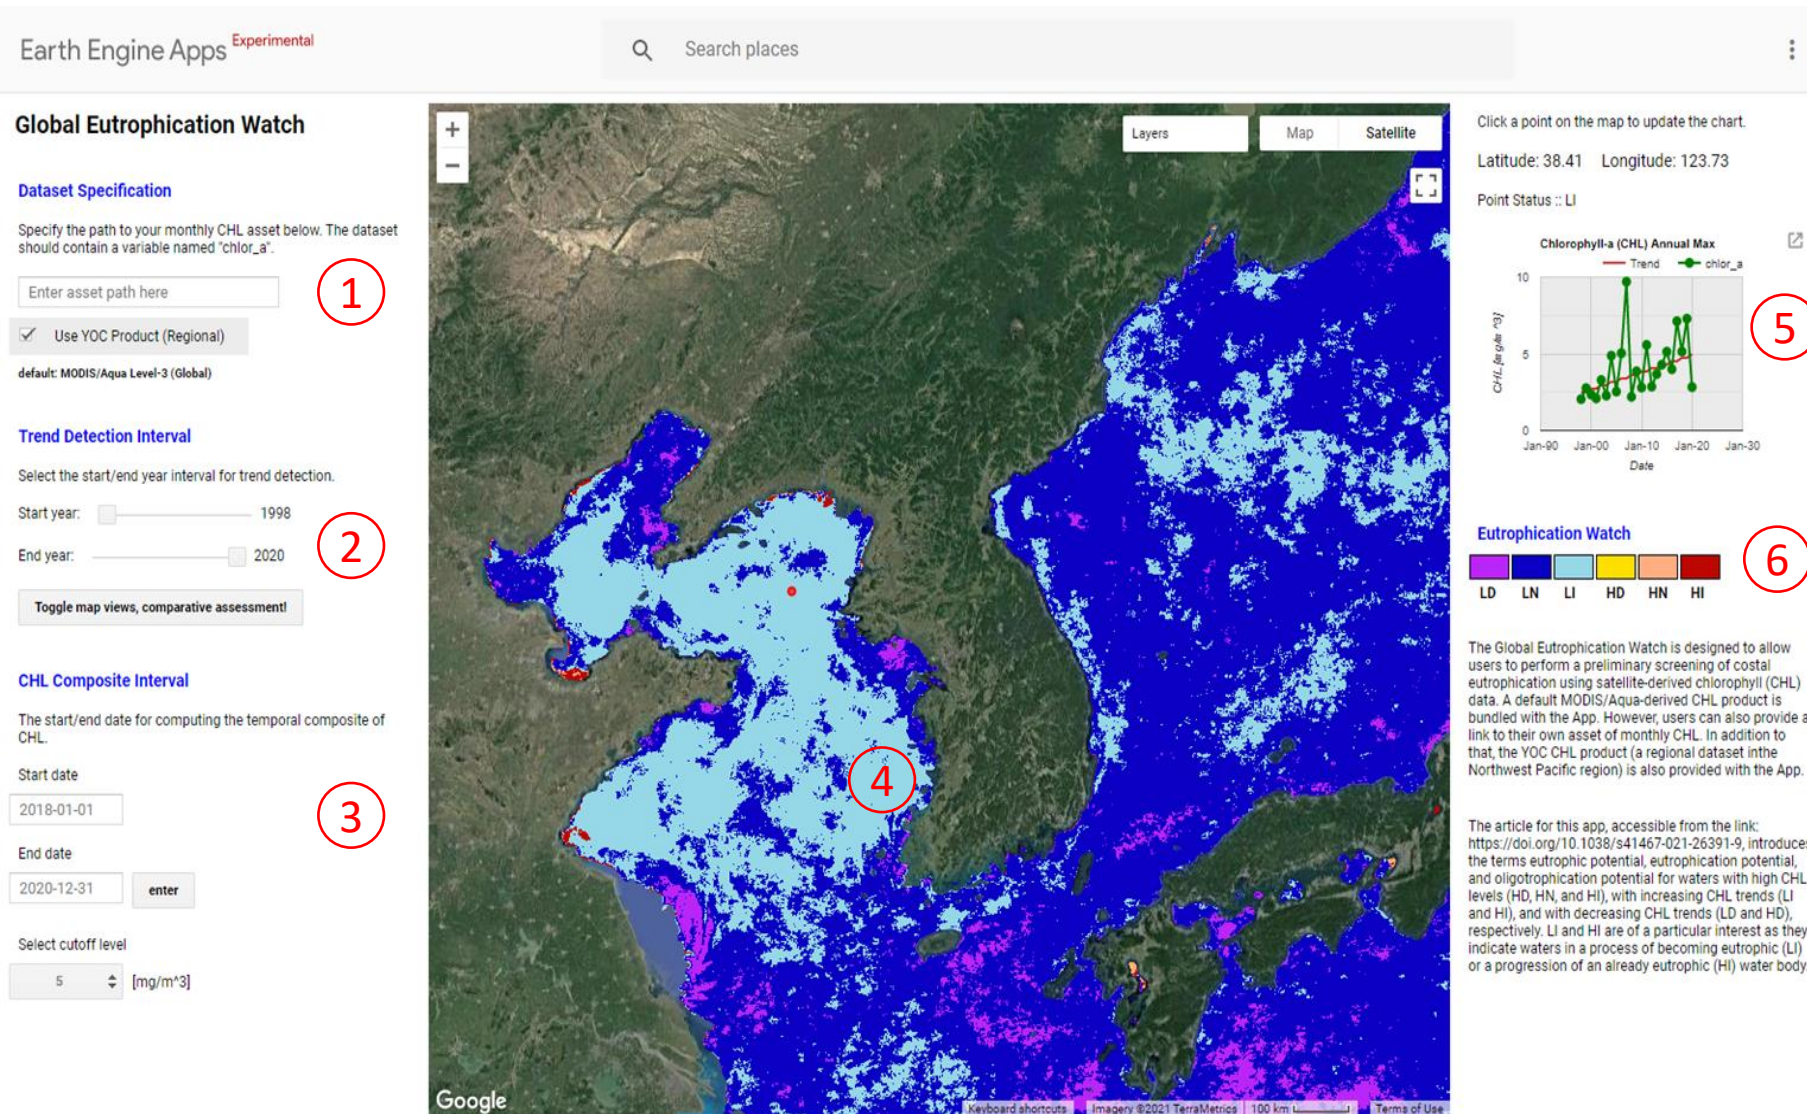 Earth Engine Apps Experimental
Search places
Global Eutrophication Watch
Dataset Specification
Specify the path to your monthly CHL asset below. The dataset
should contain a variable named "chlor_a".
Enter asset path here
1
Use YOC Product (Regional)
default: MODIS/Aqua Level-3 (Global)
Trend Detection Interval
Select the start/end year interval for trend detection.
Start year: 1998
2
End year: 2020
Toggle map views, comparative assessment!
CHL Composite Interval
The start/end date for computing the temporal composite of
CHL.
Start date
2018-01-01
3
End date
2020-12-31
enter
Select cutoff level
5 [mg/m^3]
+
−
Layers
Map
Satellite
4
Google
Keyboard shortcuts
Imagery ©2021 TerraMetrics
100 km
Terms of Use
Click a point on the map to update the chart.
Latitude: 38.41 Longitude: 123.73
Point Status :: LI
Chlorophyll-a (CHL) Annual Max
Trend chlor_a
10
5
0
CHL [mg/m^3]
Jan-90 Jan-00 Jan-10 Jan-20 Jan-30
Date
5
Eutrophication Watch
6
LD LN LI HD HN HI
The Global Eutrophication Watch is designed to allow
users to perform a preliminary screening of costal
eutrophication using satellite-derived chlorophyll (CHL)
data. A default MODIS/Aqua-derived CHL product is
bundled with the App. However, users can also provide a
link to their own asset of monthly CHL. In addition to
that, the YOC CHL product (a regional dataset inthe
Northwest Pacific region) is also provided with the App.
The article for this app, accessible from the link:
https://doi.org/10.1038/s41467-021-26391-9, introduces
the terms eutrophic potential, eutrophication potential,
and oligotrophication potential for waters with high CHL
levels (HD, HN, and HI), with increasing CHL trends (LI
and HI), and with decreasing CHL trends (LD and HD),
respectively. LI and HI are of a particular interest as they
indicate waters in a process of becoming eutrophic (LI)
or a progression of an already eutrophic (HI) water body.